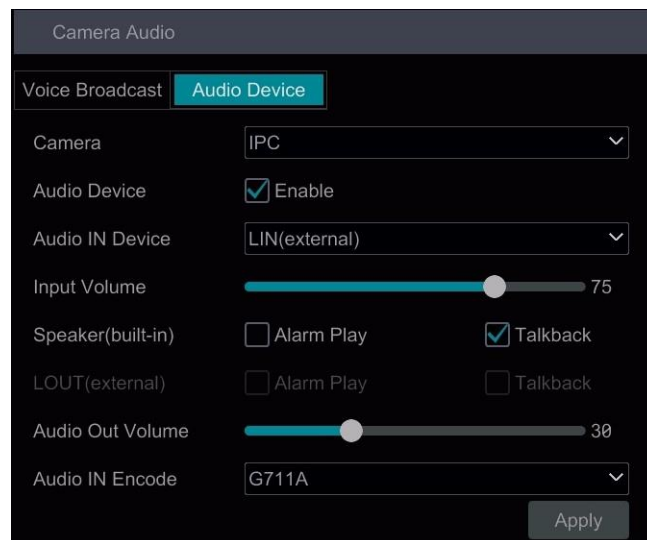 Camera Audio
Voice Broadcast Audio Device
Camera IPC
Audio Device Enable
Audio IN Device LIN(external)
Input Volume 75
Speaker(built-in) Alarm Play Talkback
LOUT(external) Alarm Play Talkback
Audio Out Volume 30
Audio IN Encode G711A
Apply